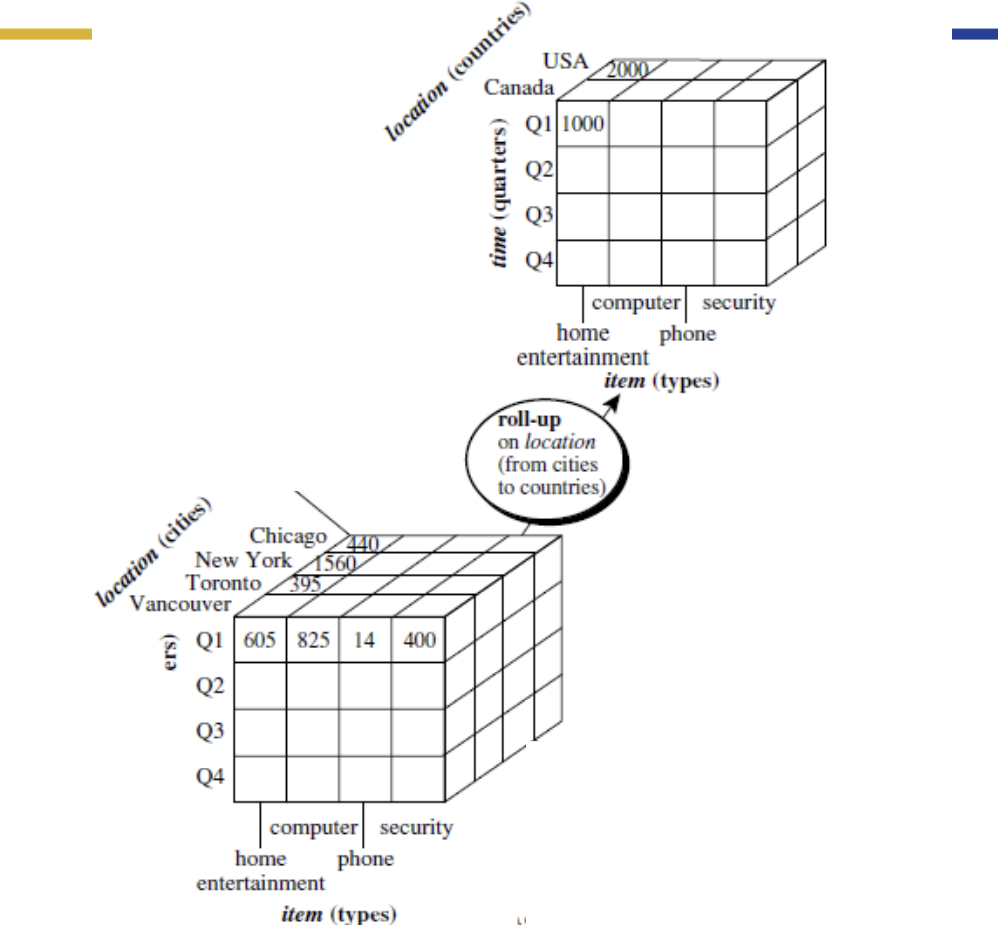 location (countries)
USA
2000
Canada
time (quarters)
Q1 1000
Q2
Q3
Q4
computer security
home phone
entertainment
item (types)
roll-up
on location
(from cities
to countries)
location (cities)
Chicago 440
New York 1560
Toronto 395
Vancouver
ers)
Q1 605 825 14 400
Q2
Q3
Q4
computer security
home phone
entertainment
item (types)